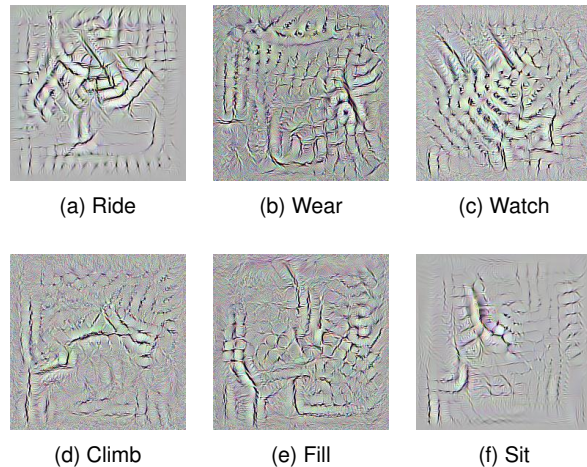 (a) Ride
(b) Wear
(c) Watch
(d) Climb
(e) Fill
(f) Sit